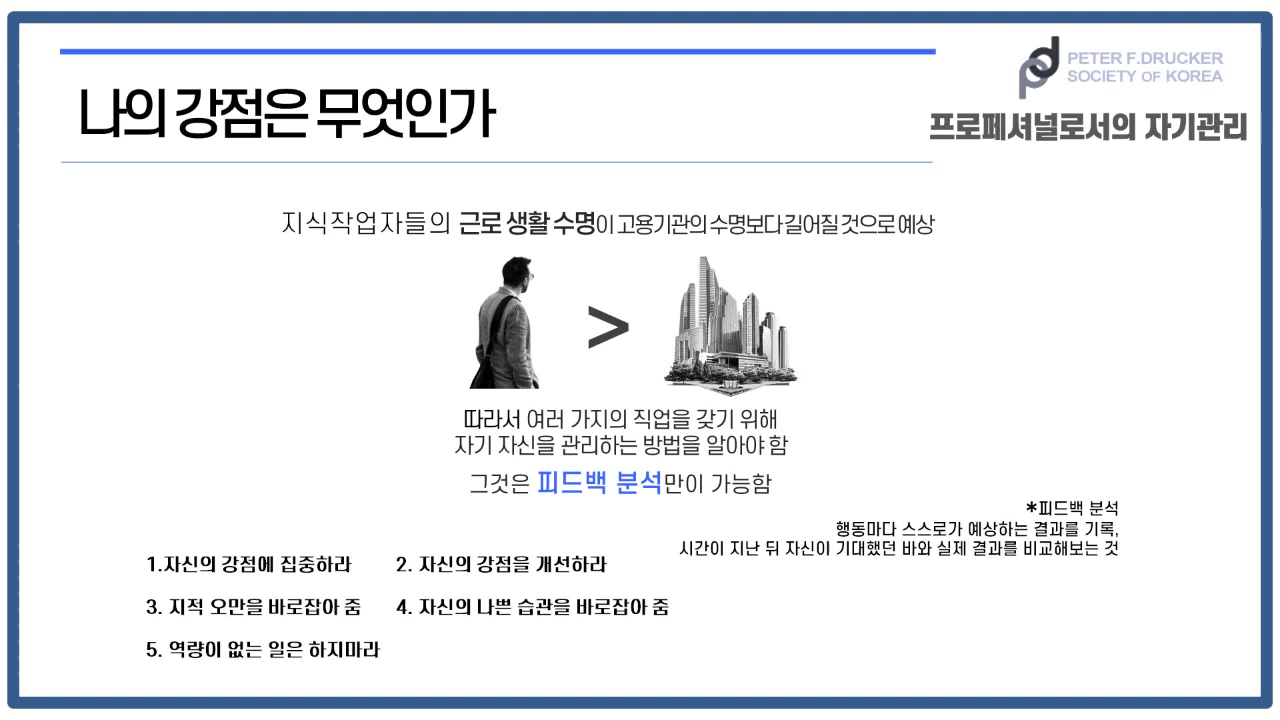 나의 강점은 무엇인가
PETER F.DRUCKER
SOCIETY OF KOREA
프로페셔널로서의 자기관리
지식작업자들의 근로 생활 수명이 고용기관의 수명보다 길어질 것으로 예상
>
따라서 여러 가지의 직업을 갖기 위해
자기 자신을 관리하는 방법을 알아야 함
그것은 피드백 분석만이 가능함
*피드백 분석
행동마다 스스로가 예상하는 결과를 기록,
시간이 지난 뒤 자신이 기대했던 바와 실제 결과를 비교해보는 것
1.자신의 강점에 집중하라 2. 자신의 강점을 개선하라
3. 지적 오만을 바로잡아 줌 4. 자신의 나쁜 습관을 바로잡아 줌
5. 역량이 없는 일은 하지마라